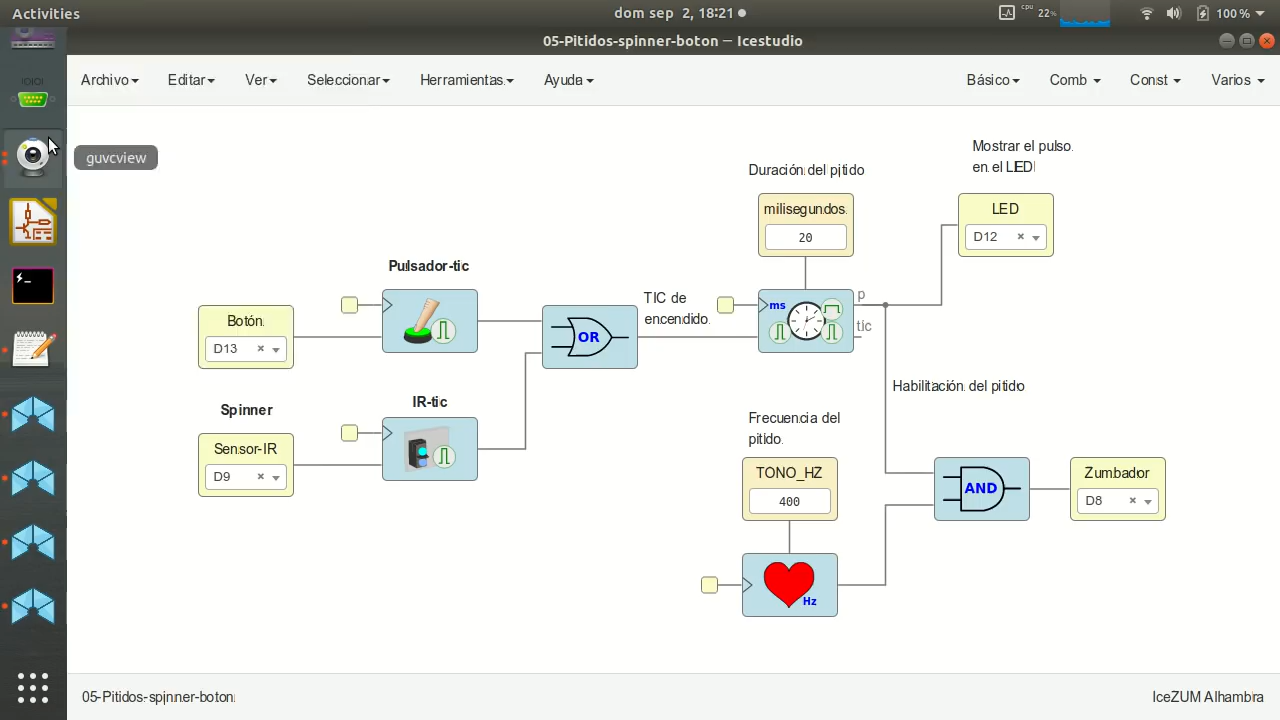 Activities
dom sep 2, 18:21
cpu
22%
100 %
05-Pitidos-spinner-boton — Icestudio
Archivo
Editar
Ver
Seleccionar
Herramientas
Ayuda
Básico
Comb
Const
Varios
guvcview
Mostrar el pulso
en el LED
Duración del pitido
milisegundos
20
LED
D12
Pulsador-tic
TIC de
encendido
ms
p
tic
Botón
D13
OR
Habilitación del pitido
Spinner
IR-tic
Frecuencia del
pitido
Sensor-IR
D9
TONO_HZ
400
AND
Zumbador
D8
Hz
05-Pitidos-spinner-boton
IceZUM Alhambra